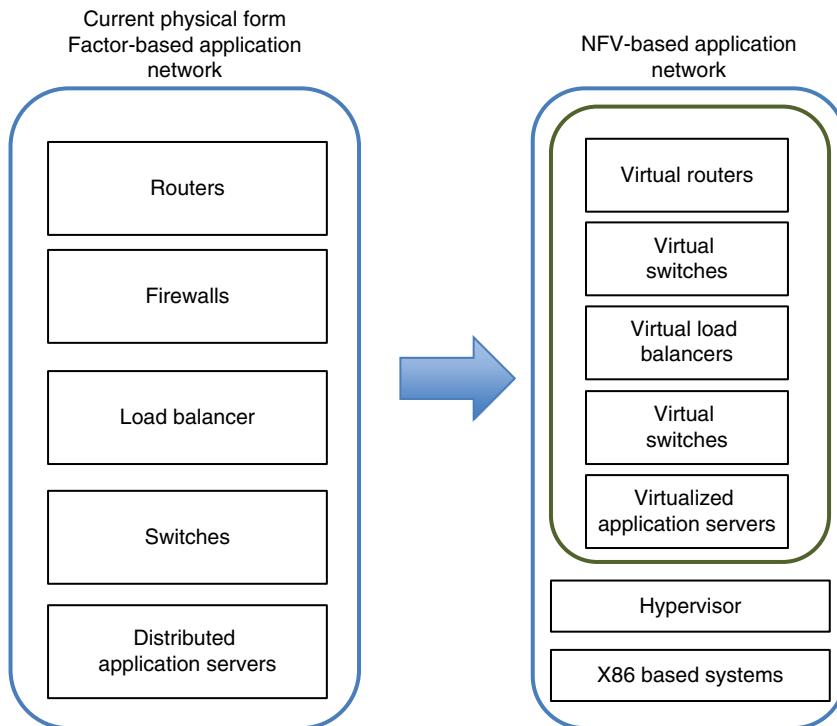 Current physical form
Factor-based application
network
Routers
Firewalls
Load balancer
Switches
Distributed
application servers
NFV-based application
network
Virtual routers
Virtual
switches
Virtual load
balancers
Virtual
switches
Virtualized
application servers
Hypervisor
X86 based systems